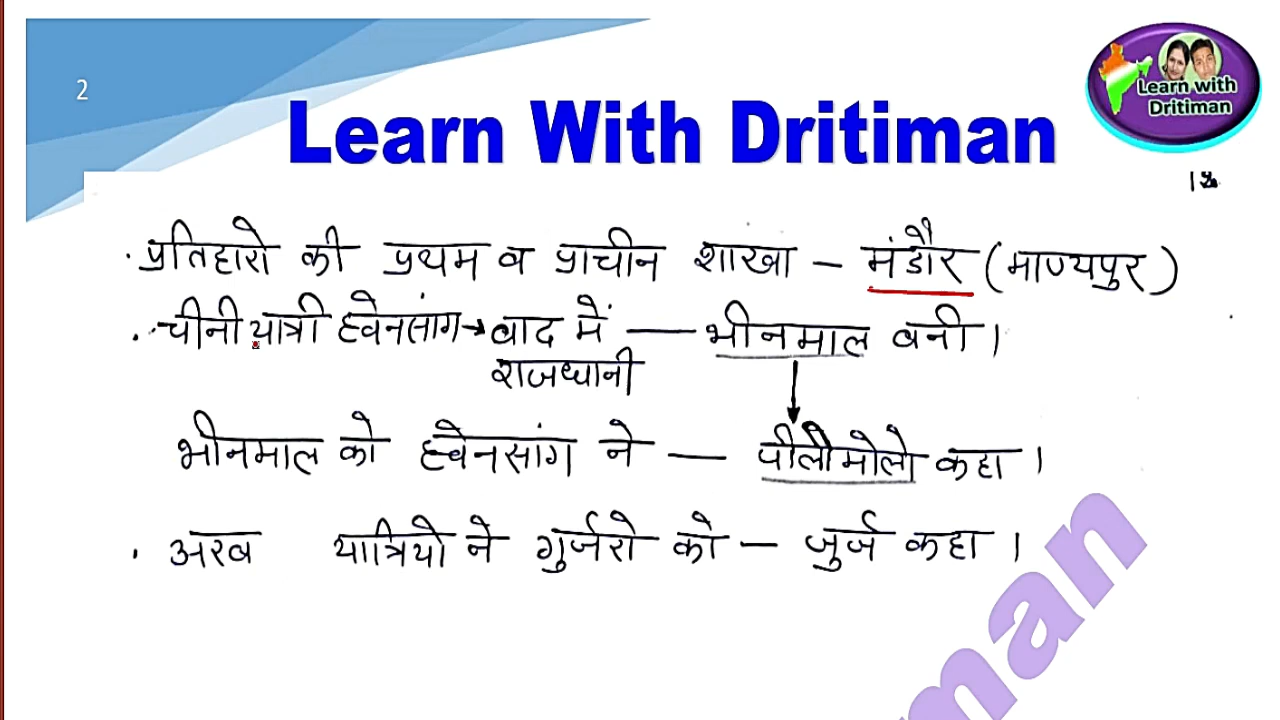 2
Learn with
Dritiman
Learn With Dritiman
· प्रतिहारो की प्रथम व प्राचीन शाखा – मंडौर (माण्यपुर)
· चीनी यात्री ह्वेनसांग → बाद में — भीनमाल बनी।
राजधानी
भीनमाल को ह्वेनसांग ने — पीलीमोलो कहा।
· अरब यात्रियो ने गुर्जरो को — जुर्ज कहा।
man